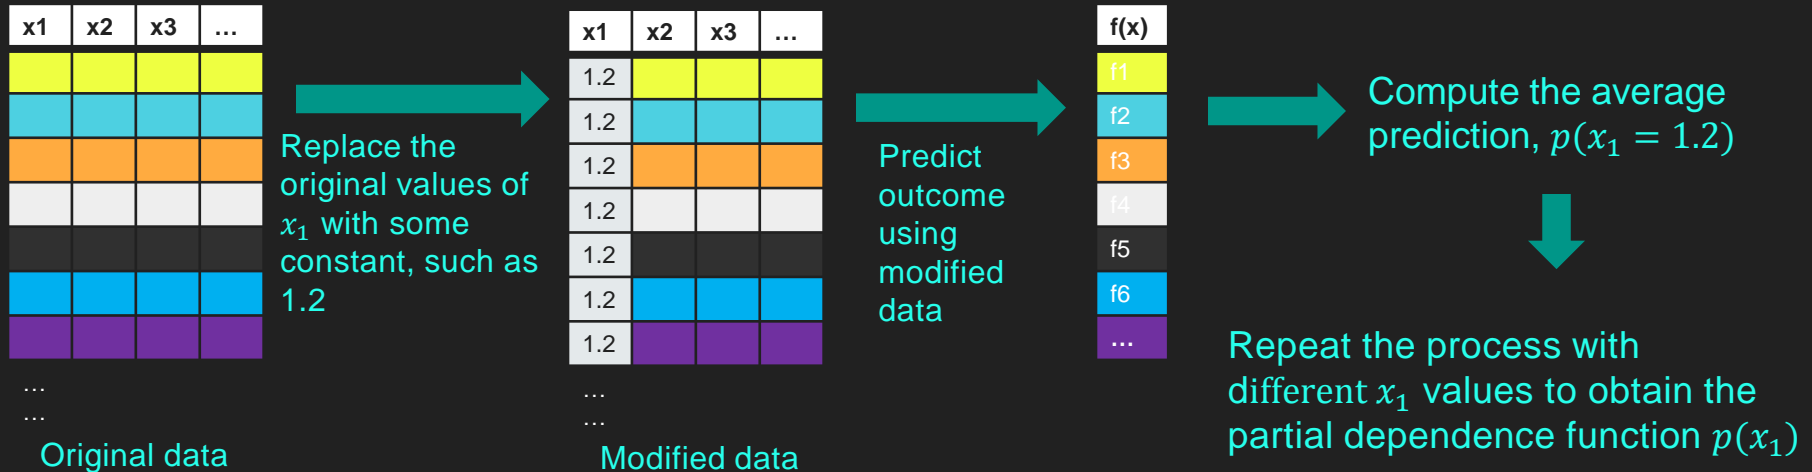 x1 x2 x3 …
…
…
Original data
Replace the
original values of
x₁ with some
constant, such as
1.2
x1 x2 x3 …
1.2
1.2
1.2
1.2
1.2
1.2
1.2
…
…
Modified data
Predict
outcome
using
modified
data
f(x)
f1
f2
f3
f4
f5
f6
…
Compute the average
prediction, p(x₁ = 1.2)
Repeat the process with
different x₁ values to obtain the
partial dependence function p(x₁)